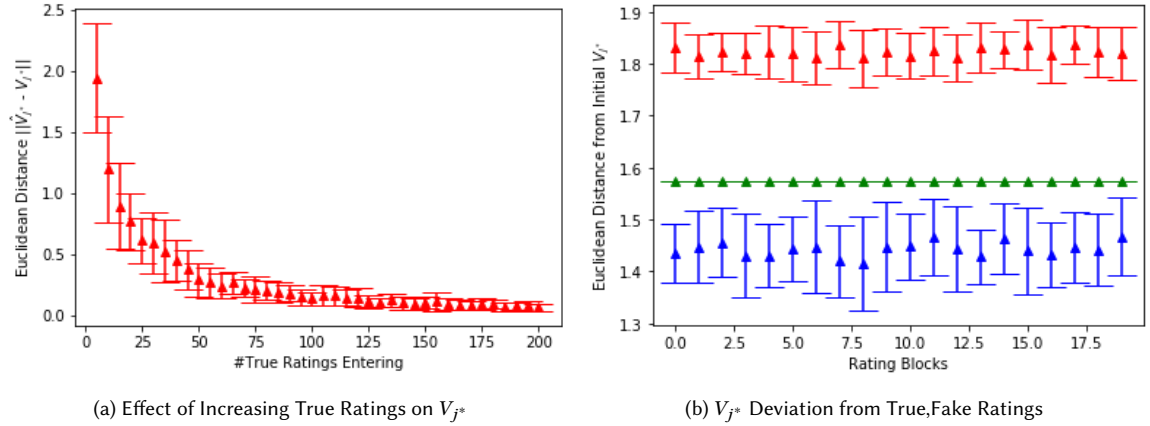 2.5
2.0
1.5
1.0
0.5
0.0
Euclidean Distance ||V̂j* - Vj*||
0 25 50 75 100 125 150 175 200
#True Ratings Entering
(a) Effect of Increasing True Ratings on Vj*
1.9
1.8
1.7
1.6
1.5
1.4
1.3
Euclidean Distance from Initial Vj*
0.0 2.5 5.0 7.5 10.0 12.5 15.0 17.5
Rating Blocks
(b) Vj* Deviation from True,Fake Ratings